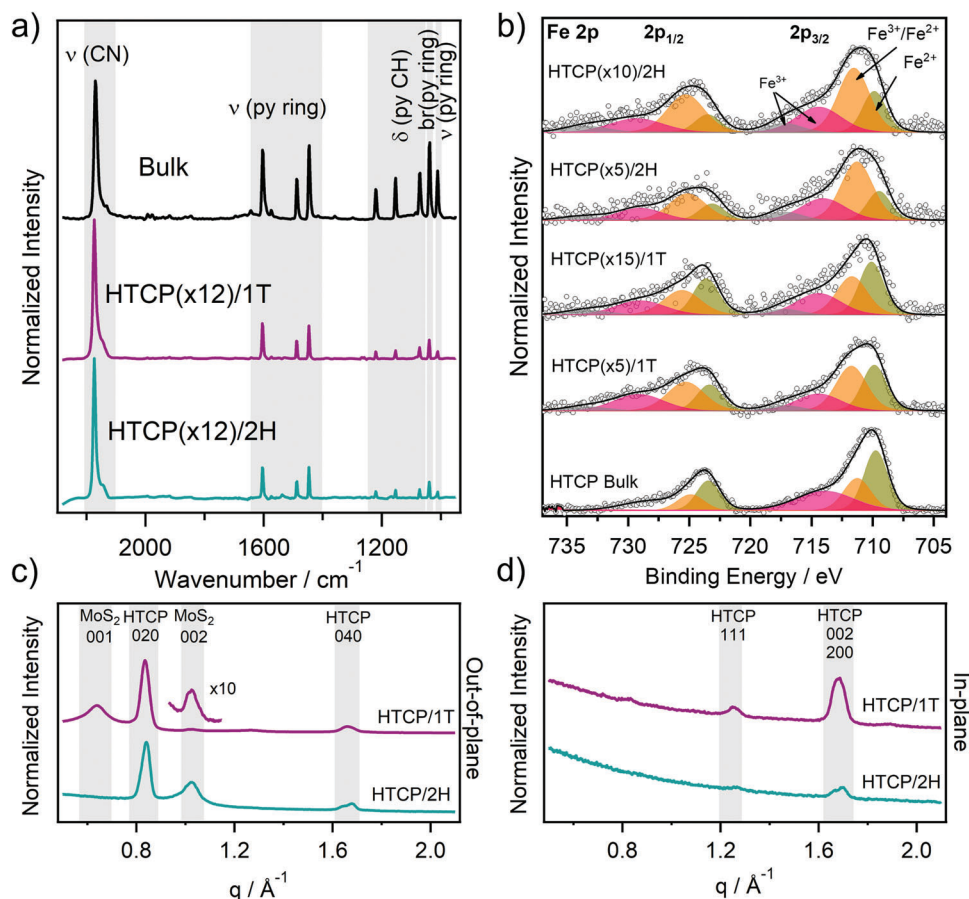 a)
ν (CN)
ν (py ring)
δ (py CH)
br(py ring)
ν (py ring)
Bulk
HTCP(x12)/1T
HTCP(x12)/2H
Normalized Intensity
2000
1600
1200
Wavenumber / cm⁻¹
b)
Fe 2p
2p₁/₂
2p₃/₂
Fe³⁺/Fe²⁺
Fe²⁺
Fe³⁺
HTCP(x10)/2H
HTCP(x5)/2H
HTCP(x15)/1T
HTCP(x5)/1T
HTCP Bulk
Normalized Intensity
735
730
725
720
715
710
705
Binding Energy / eV
c)
MoS₂
001
HTCP
020
MoS₂
002
HTCP
040
x10
HTCP/1T
HTCP/2H
Normalized Intensity
Out-of-plane
0.8
1.2
1.6
2.0
q / Å⁻¹
d)
HTCP
111
HTCP
002
200
HTCP/1T
HTCP/2H
Normalized Intensity
In-plane
0.8
1.2
1.6
2.0
q / Å⁻¹